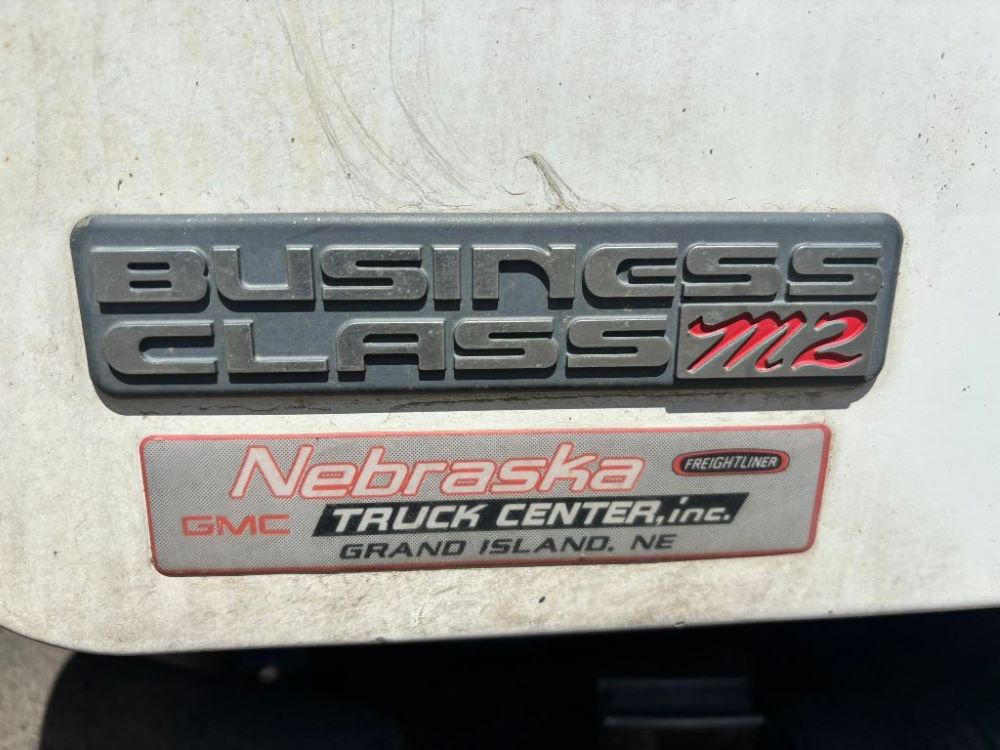 BUSINESS
CLASS M2
Nebraska FREIGHTLINER
GMC TRUCK CENTER, inc.
GRAND ISLAND. NE